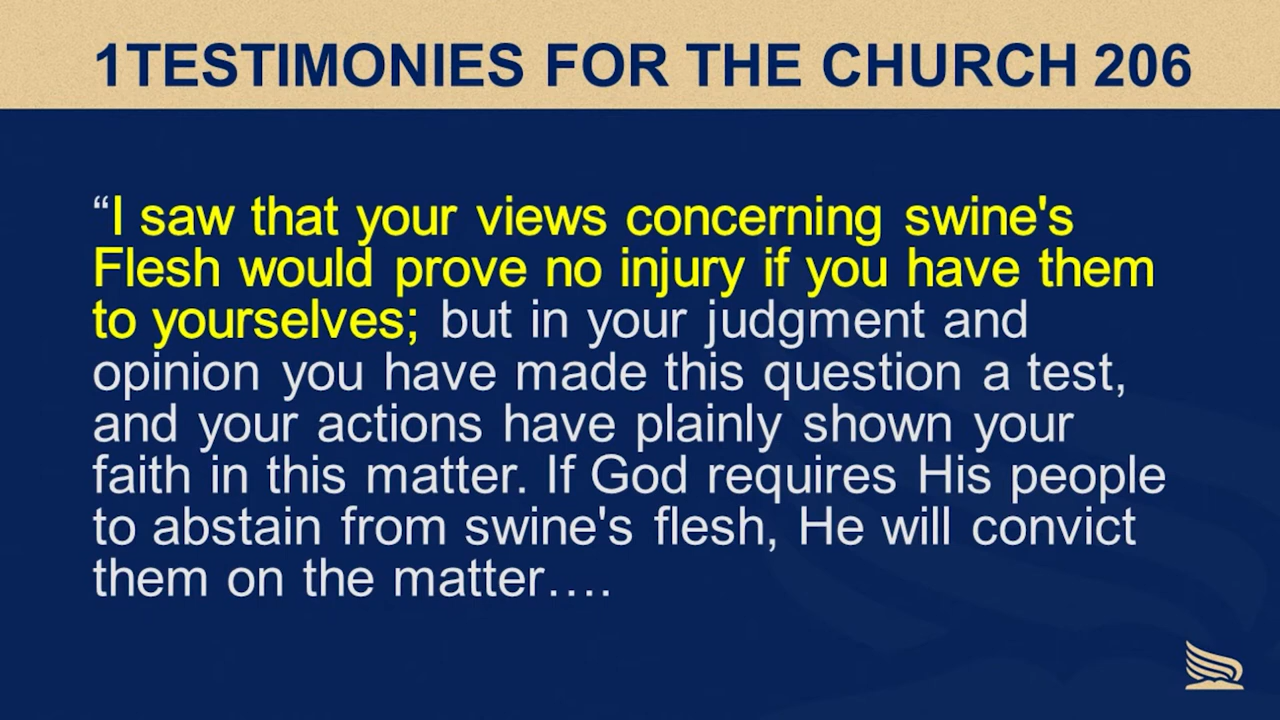 1TESTIMONIES FOR THE CHURCH 206
“I saw that your views concerning swine's
Flesh would prove no injury if you have them
to yourselves; but in your judgment and
opinion you have made this question a test,
and your actions have plainly shown your
faith in this matter. If God requires His people
to abstain from swine's flesh, He will convict
them on the matter….